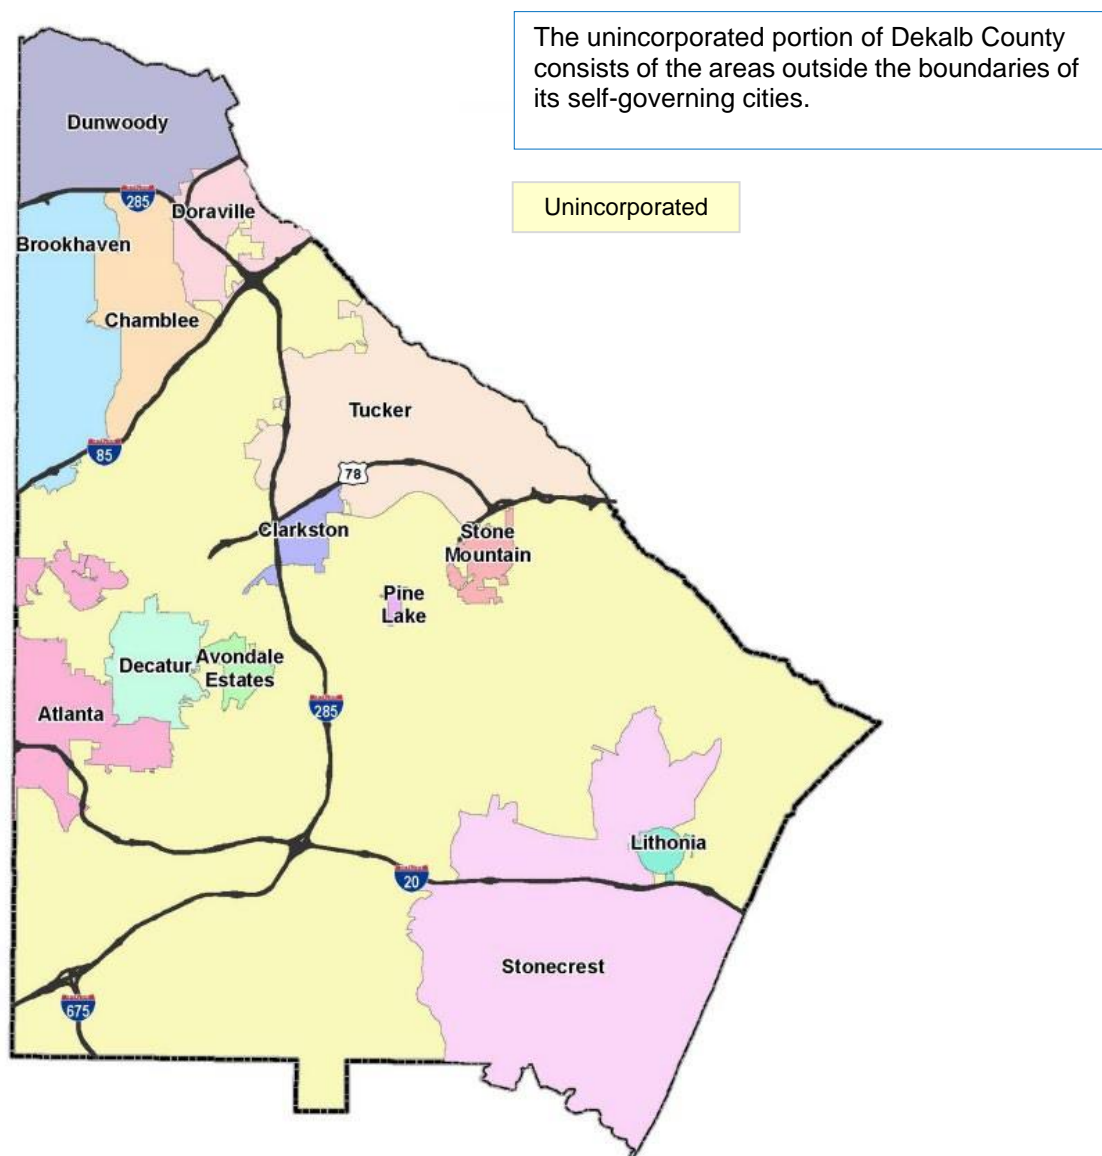 The unincorporated portion of Dekalb County
consists of the areas outside the boundaries of
its self-governing cities.
Unincorporated
Dunwoody
285
Doraville
Brookhaven
Chamblee
Tucker
85
78
Clarkston
Stone
Mountain
Pine
Lake
Decatur
Avondale
Estates
285
Atlanta
Lithonia
20
Stonecrest
675